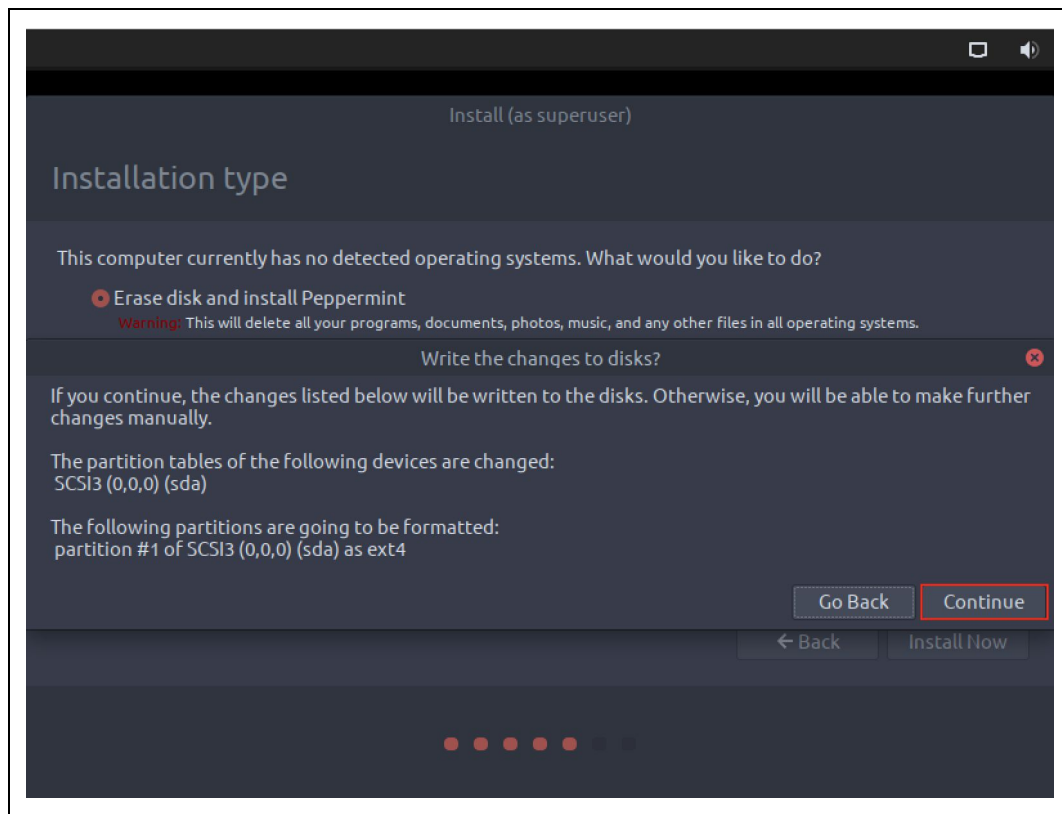 Install (as superuser)
Installation type
This computer currently has no detected operating systems. What would you like to do?
Erase disk and install Peppermint
Warning: This will delete all your programs, documents, photos, music, and any other files in all operating systems.
Write the changes to disks?
If you continue, the changes listed below will be written to the disks. Otherwise, you will be able to make further
changes manually.
The partition tables of the following devices are changed:
SCSI3 (0,0,0) (sda)
The following partitions are going to be formatted:
partition #1 of SCSI3 (0,0,0) (sda) as ext4
Go Back Continue
← Back Install Now